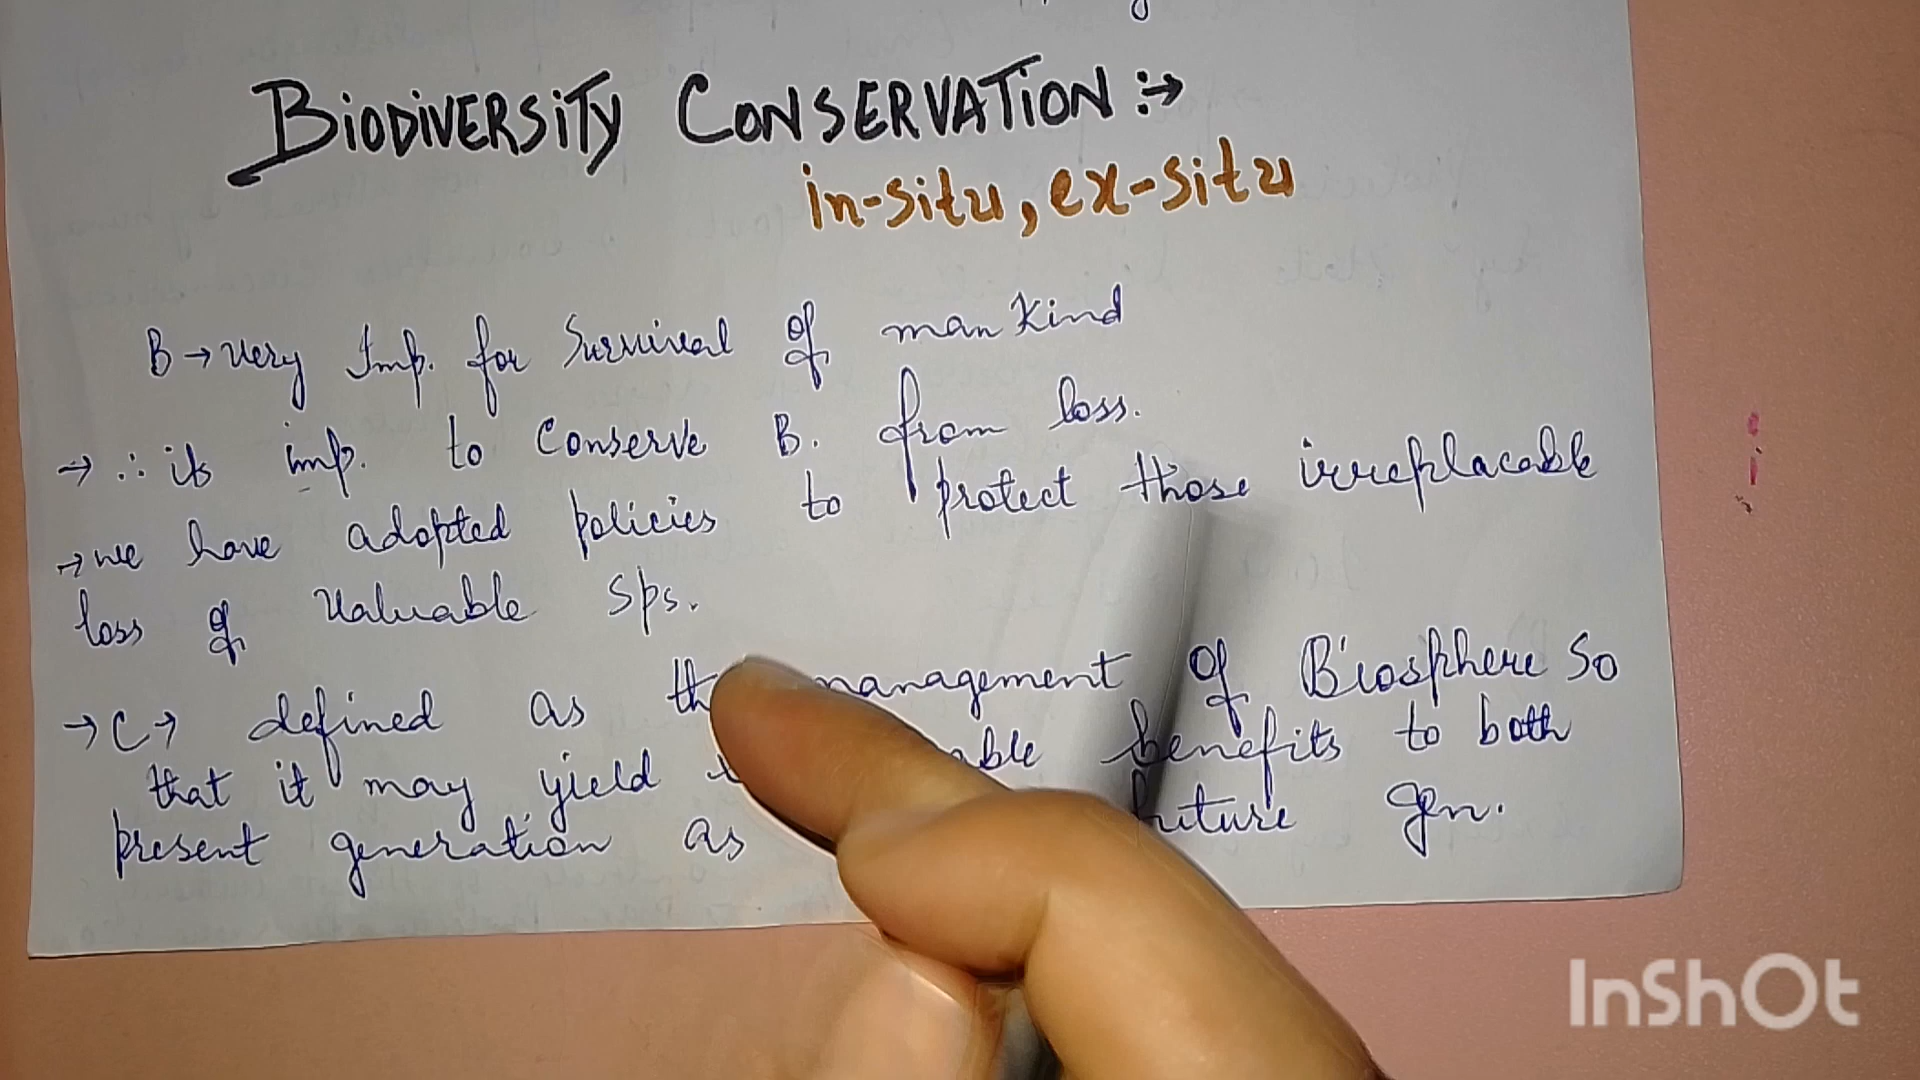 BIODIVERSITY CONSERVATION :→
in-situ, ex-situ
B → very Imp. for Survival of man kind
→ ∴ its imp. to Conserve B. from loss.
→ we have adopted policies to protect those irreplacable
loss of Valuable Sps.
→ C → defined as management of Biosphere So
that it may yield benefits to both
present generation as future gen.
InShOt